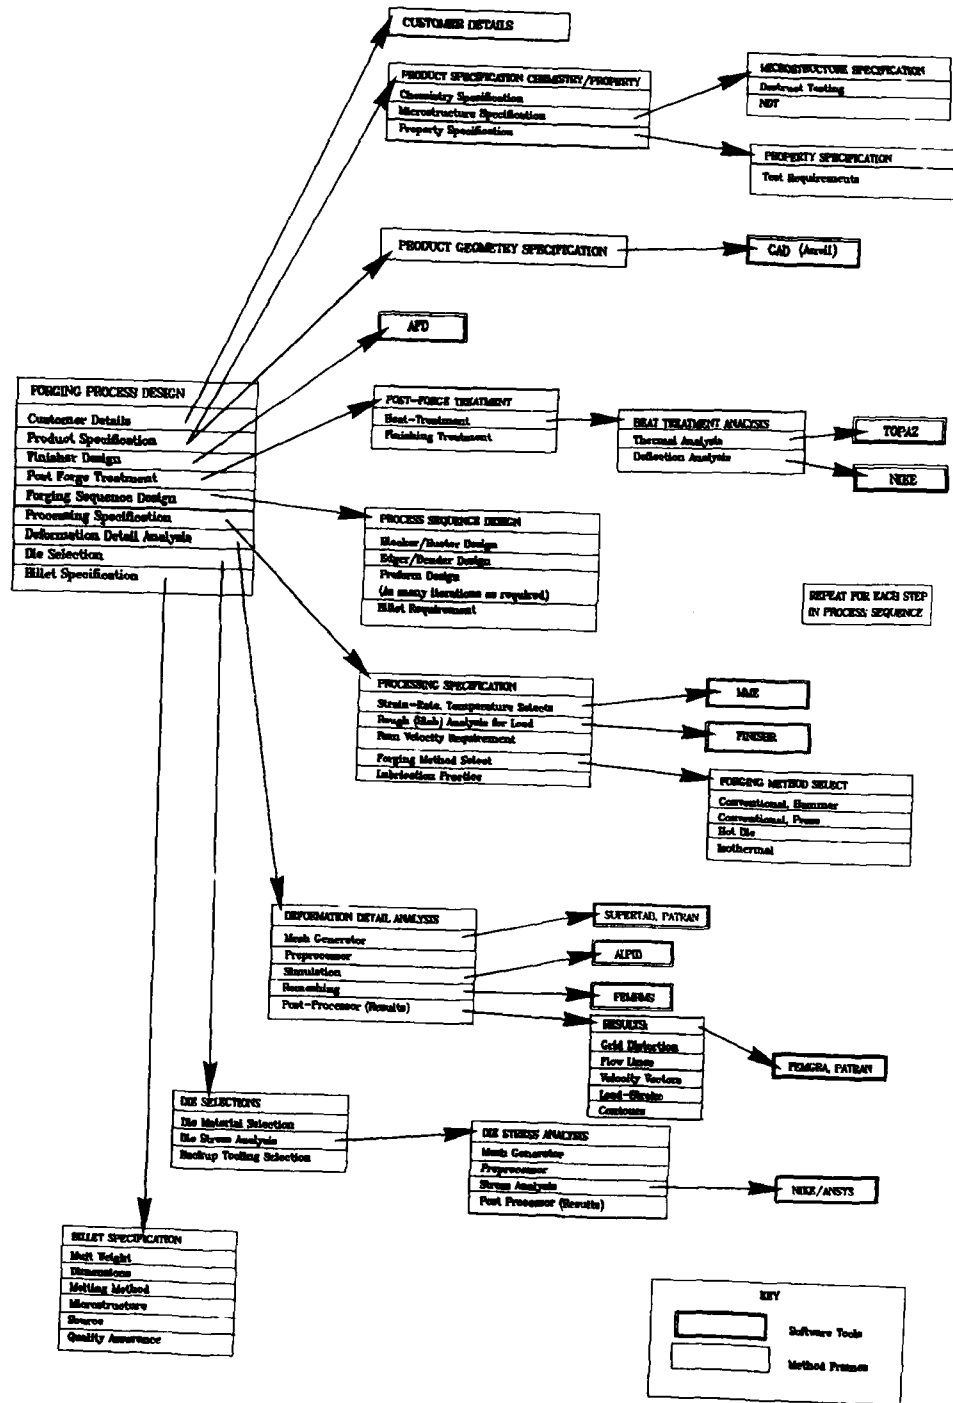 CUSTOMER DETAILS
PRODUCT SPECIFICATION CHEMISTRY/PROPERTY
Chemistry Specification
Microstructure Specification
Property Specification
MICROSTRUCTURE SPECIFICATION
Destruct Testing
NDT
PROPERTY SPECIFICATION
Test Requirements
PRODUCT GEOMETRY SPECIFICATION
CAD (Anvil)
AFD
FORGING PROCESS DESIGN
Customer Details
Product Specification
Finisher Design
Post Forge Treatment
Forging Sequence Design
Processing Specification
Deformation Detail Analysis
Die Selection
Billet Specification
POST-FORGE TREATMENT
Heat-Treatment
Finishing Treatment
HEAT TREATMENT ANALYSIS
Thermal Analysis
Deflection Analysis
TOPAZ
NIKE
PROCESS SEQUENCE DESIGN
Blocker/Buster Design
Edger/Bender Design
Preform Design
(As many iterations as required)
Billet Requirement
REPEAT FOR EACH STEP
IN PROCESS SEQUENCE
PROCESSING SPECIFICATION
Strain-Rate, Temperature Selects
Rough (Slab) Analysis for Load
Ram Velocity Requirement
Forging Method Select
Lubrication Practice
FINISHR
FORGING METHOD SELECT
Conventional, Hammer
Conventional, Press
Hot Die
Isothermal
DEFORMATION DETAIL ANALYSIS
Mesh Generator
Preprocessor
Simulation
Remeshing
Post-Processor (Results)
SUPERTAB, PATRAN
ALPID
FEMRMS
RESULTS:
Grid Distortion
Flow Lines
Velocity Vectors
Load-Stroke
Contours
FEMGRA, PATRAN
DIE SELECTIONS
Die Material Selection
Die Stress Analysis
Backup Tooling Selection
DIE STRESS ANALYSIS
Mesh Generator
Preprocessor
Stress Analysis
Post Processor (Results)
NIKE/ANSYS
BILLET SPECIFICATION
Mult Weight
Dimensions
Melting Method
Microstructure
Source
Quality Assurance
KEY
Software Tools
Method Frames